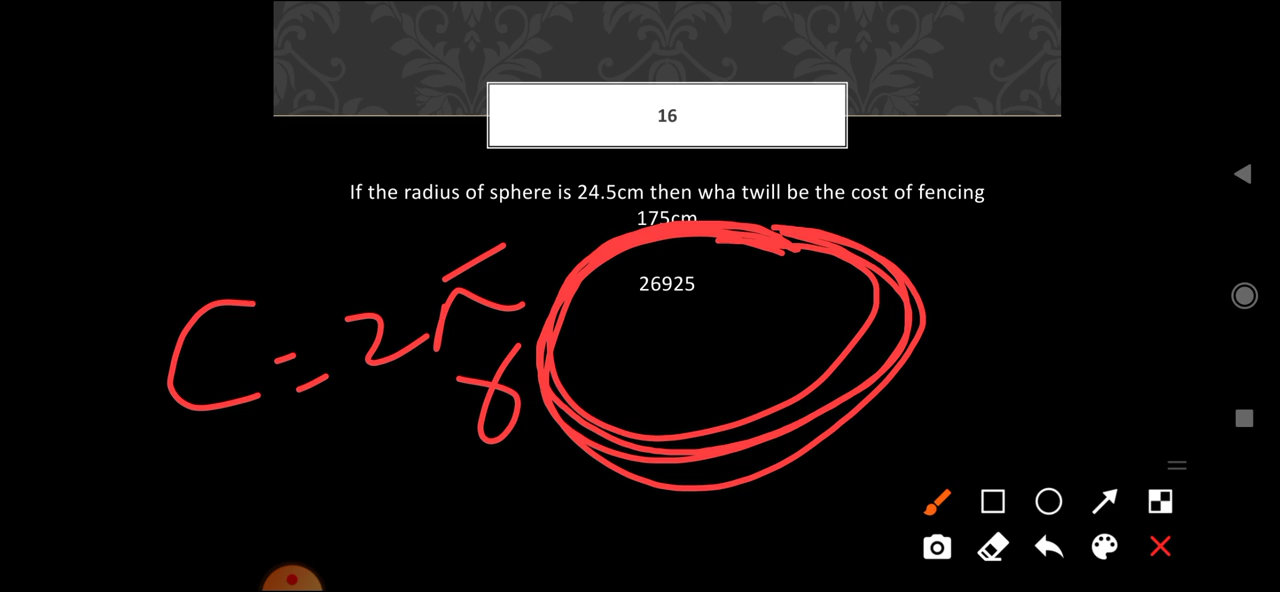 16
If the radius of sphere is 24.5cm then wha twill be the cost of fencing
175cm
26925
C = 2πr